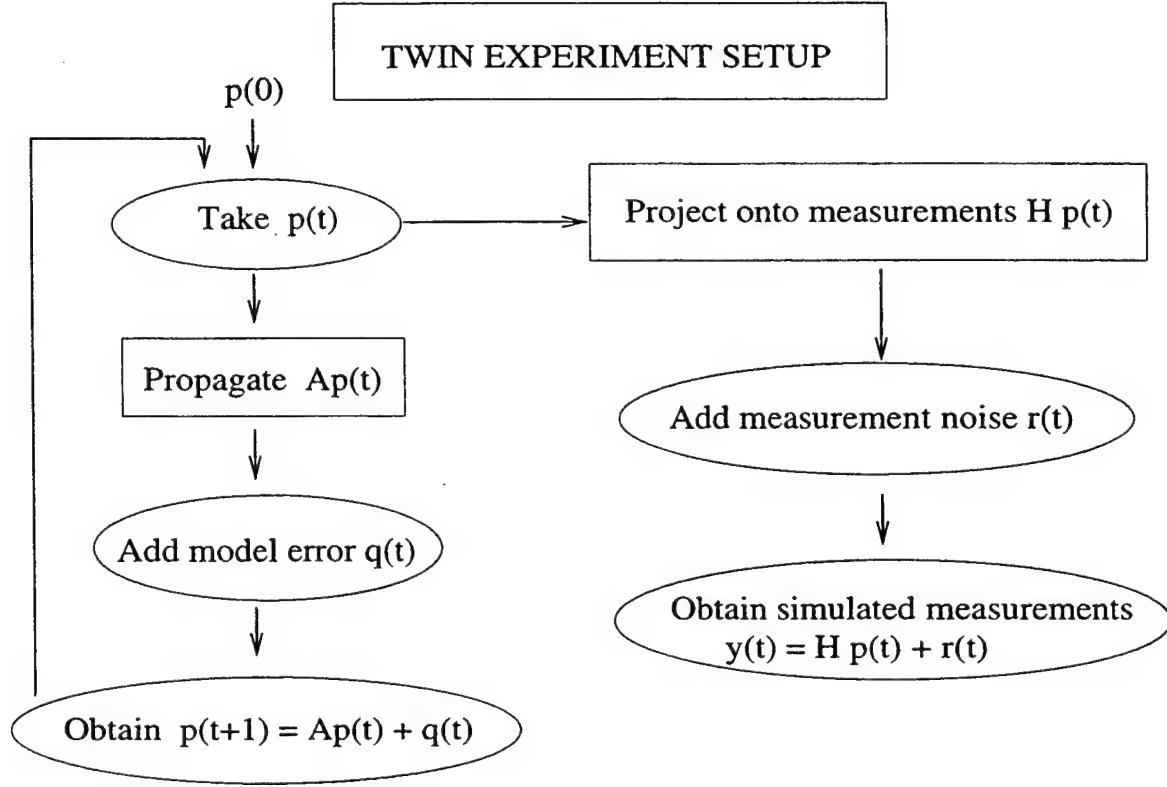 TWIN EXPERIMENT SETUP
p(0)
Take p(t)
Project onto measurements H p(t)
Propagate Ap(t)
Add measurement noise r(t)
Add model error q(t)
Obtain simulated measurements
y(t) = H p(t) + r(t)
Obtain p(t+1) = Ap(t) + q(t)